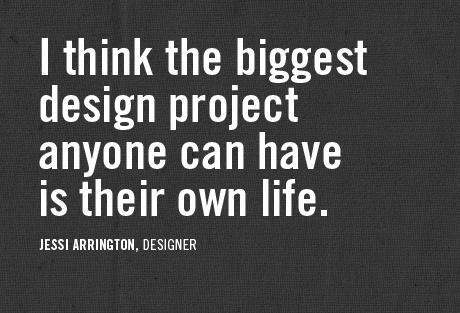 I think the biggest
design project
anyone can have
is their own life.
JESSI ARRINGTON, DESIGNER